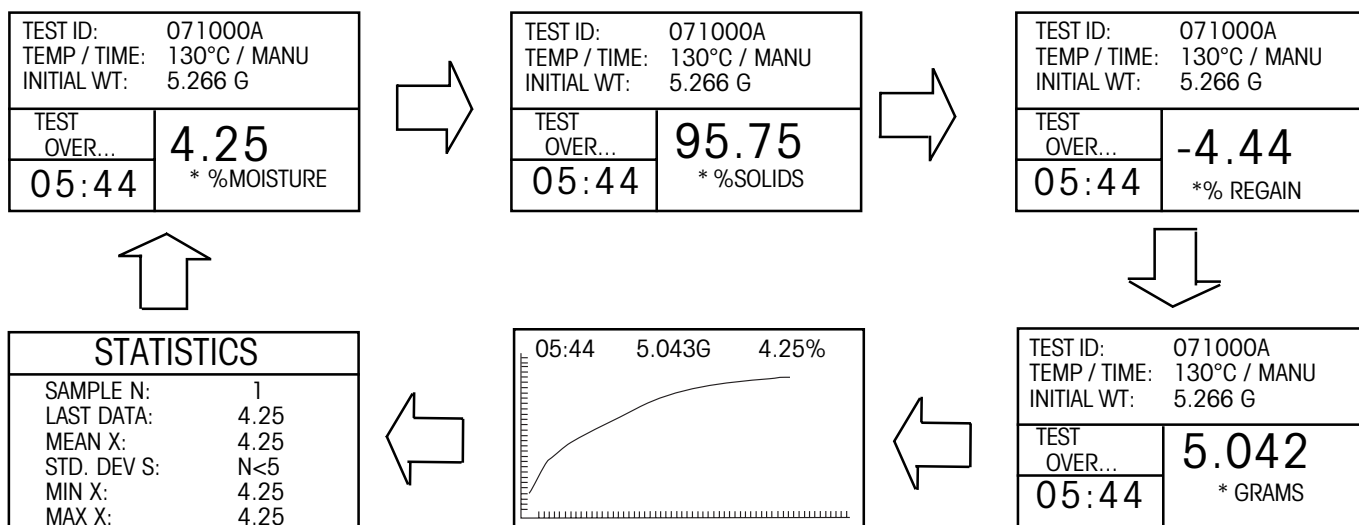 TEST ID: 071000A
TEMP / TIME: 130°C / MANU
INITIAL WT: 5.266 G
TEST
OVER...
05:44
4.25
* %MOISTURE
TEST ID: 071000A
TEMP / TIME: 130°C / MANU
INITIAL WT: 5.266 G
TEST
OVER...
05:44
95.75
* %SOLIDS
TEST ID: 071000A
TEMP / TIME: 130°C / MANU
INITIAL WT: 5.266 G
TEST
OVER...
05:44
-4.44
*% REGAIN
TEST ID: 071000A
TEMP / TIME: 130°C / MANU
INITIAL WT: 5.266 G
TEST
OVER...
05:44
5.042
* GRAMS
05:44 5.043G 4.25%
STATISTICS
SAMPLE N: 1
LAST DATA: 4.25
MEAN X: 4.25
STD. DEV S: N<5
MIN X: 4.25
MAX X: 4.25